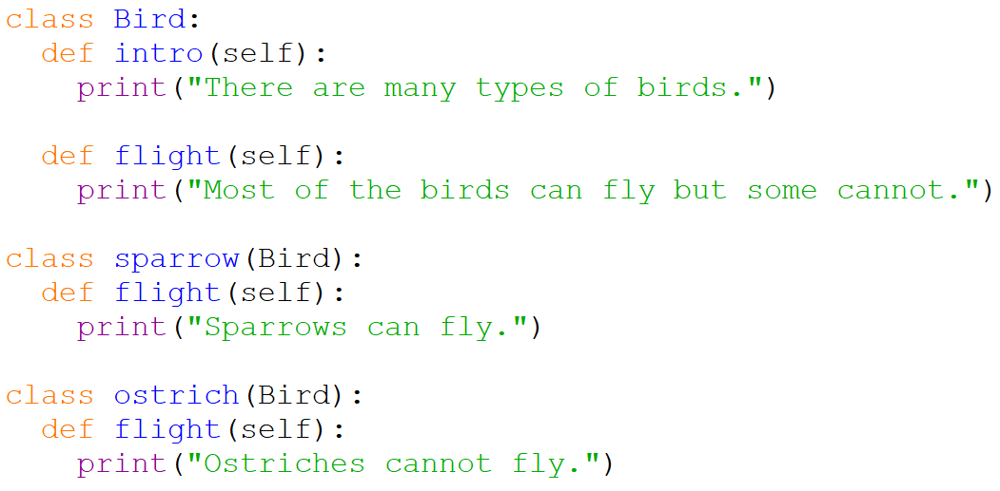 class Bird:
  def intro(self):
    print("There are many types of birds.")

  def flight(self):
    print("Most of the birds can fly but some cannot.")

class sparrow(Bird):
  def flight(self):
    print("Sparrows can fly.")

class ostrich(Bird):
  def flight(self):
    print("Ostriches cannot fly.")